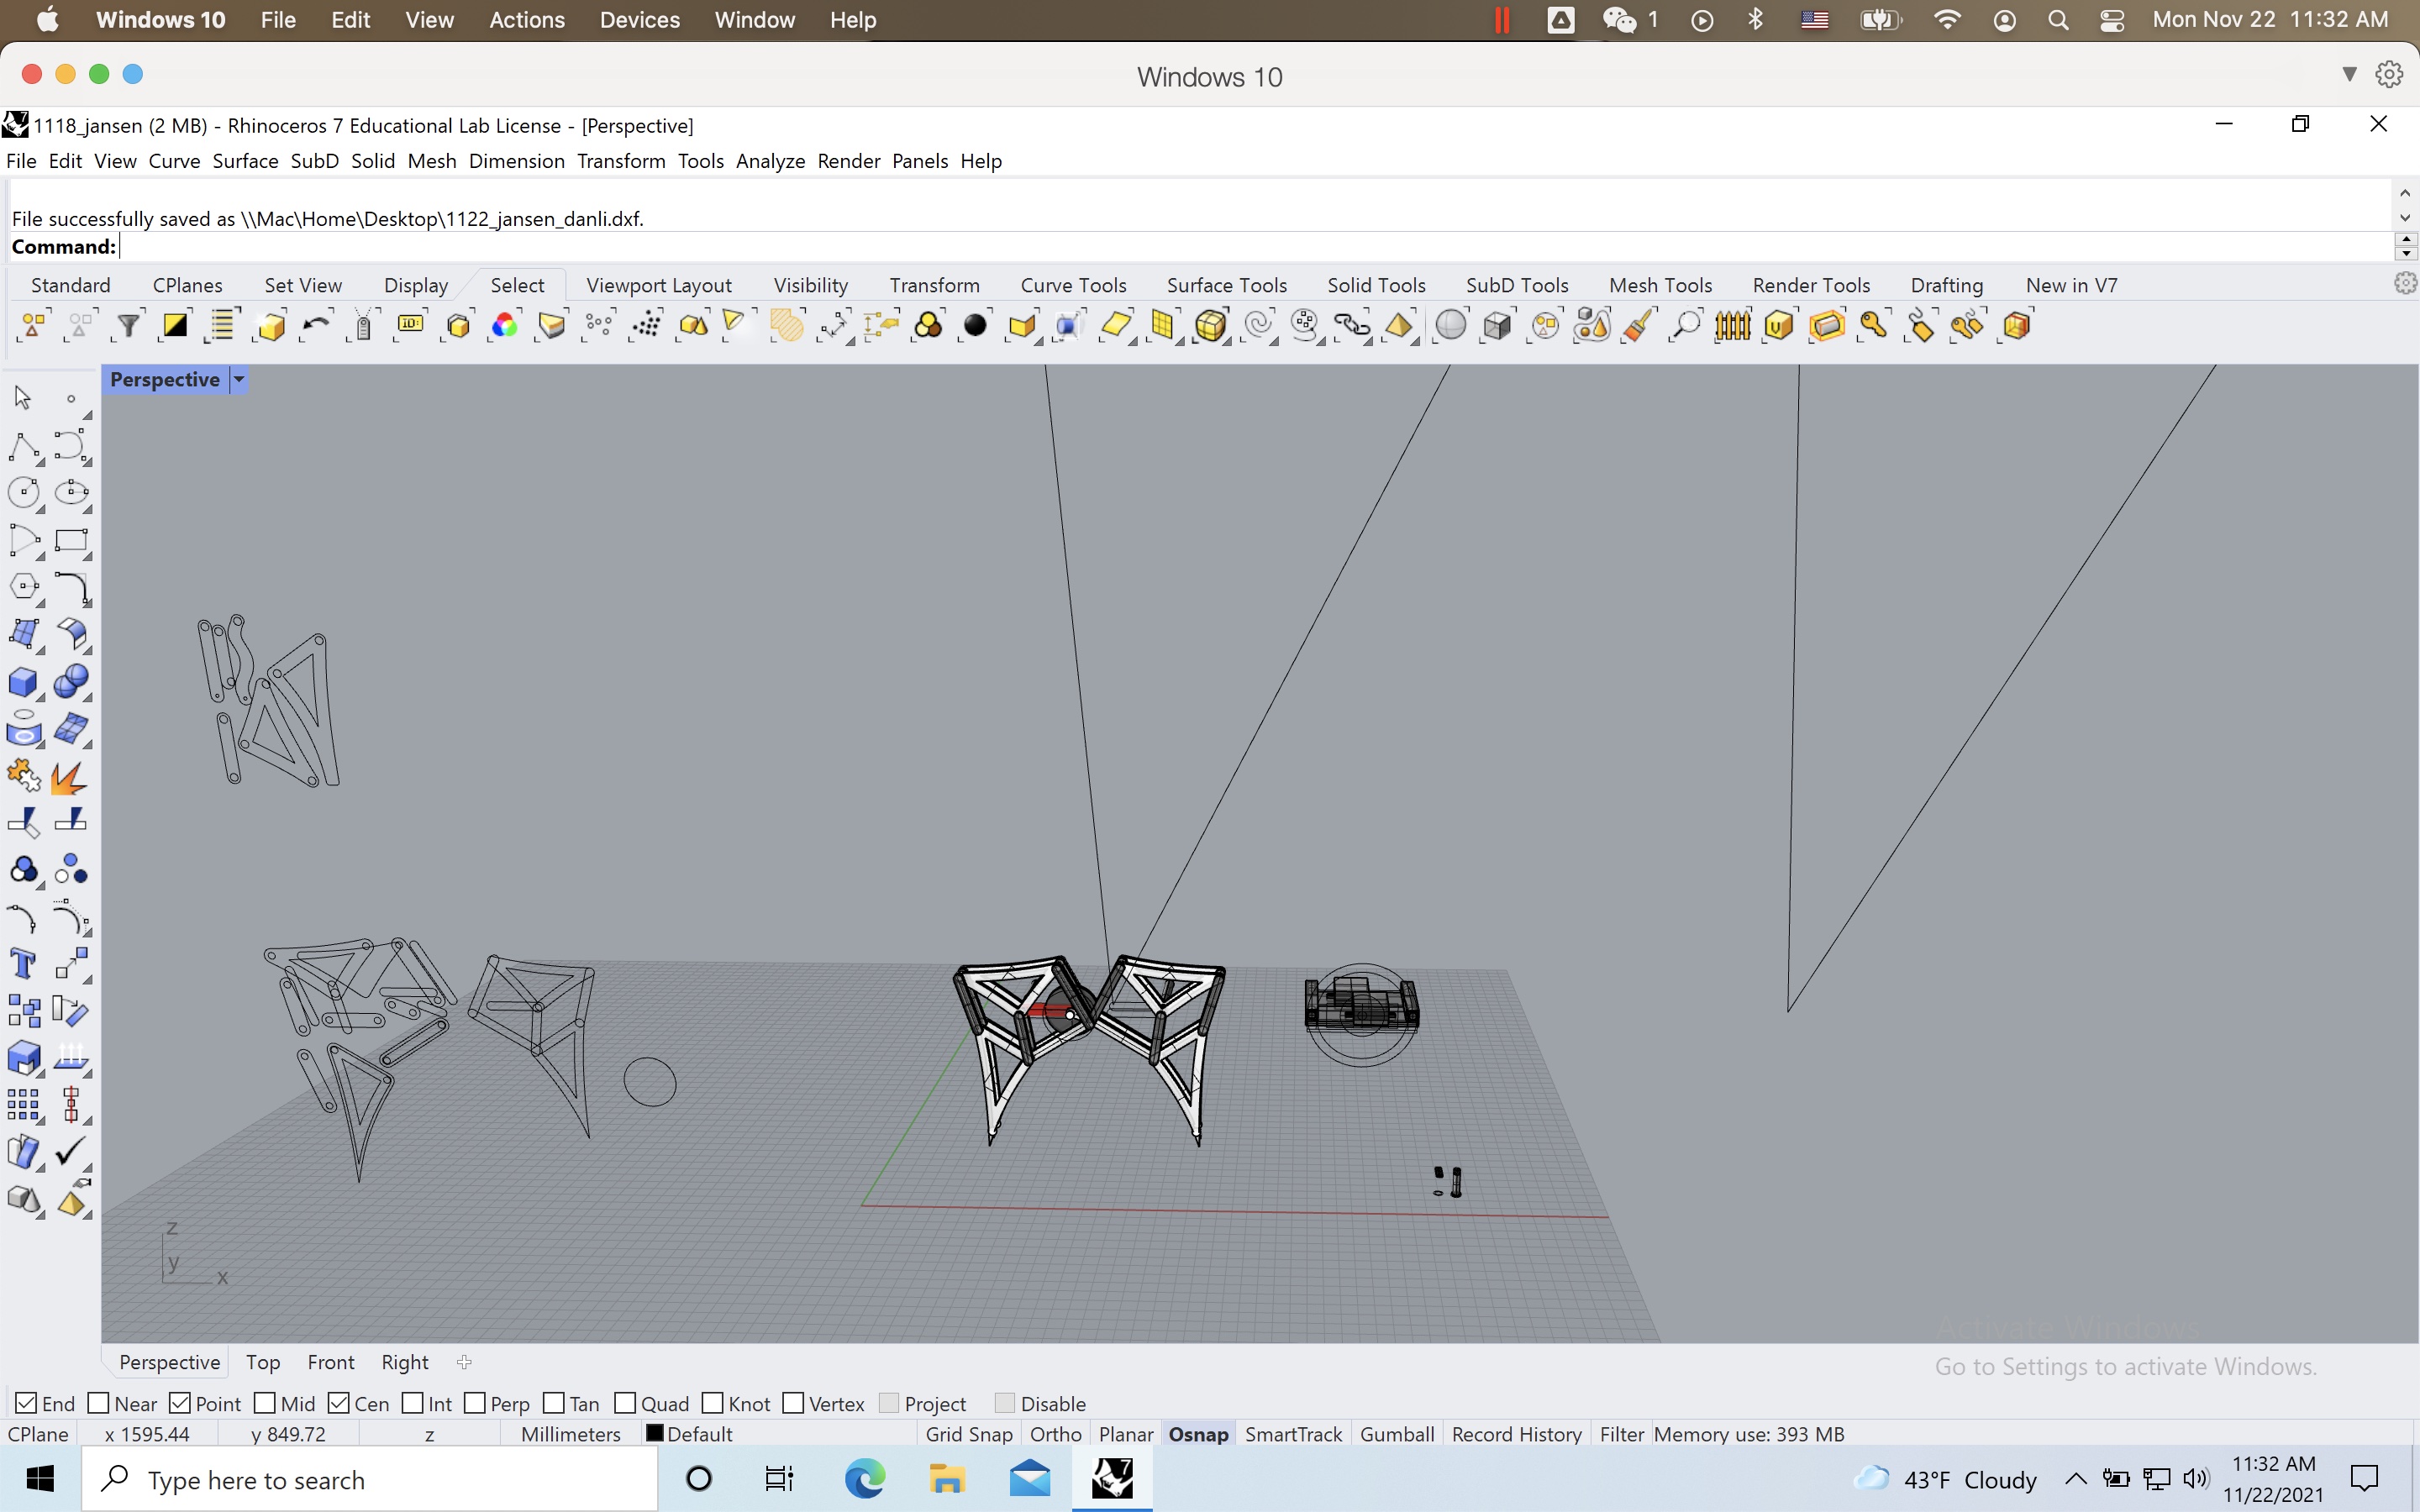 Windows 10 File Edit View Actions Devices Window Help 1 Mon Nov 22 11:32 AM
Windows 10
1118_jansen (2 MB) - Rhinoceros 7 Educational Lab License - [Perspective]
File Edit View Curve Surface SubD Solid Mesh Dimension Transform Tools Analyze Render Panels Help
File successfully saved as \\Mac\Home\Desktop\1122_jansen_danli.dxf.
Command:
Standard CPlanes Set View Display Select Viewport Layout Visibility Transform Curve Tools Surface Tools Solid Tools SubD Tools Mesh Tools Render Tools Drafting New in V7
Perspective
z
y
x
Activate Windows
Go to Settings to activate Windows.
Perspective Top Front Right
End Near Point Mid Cen Int Perp Tan Quad Knot Vertex Project Disable
CPlane x 1595.44 y 849.72 z Millimeters Default Grid Snap Ortho Planar Osnap SmartTrack Gumball Record History Filter Memory use: 393 MB
Type here to search 43°F Cloudy 11:32 AM
11/22/2021